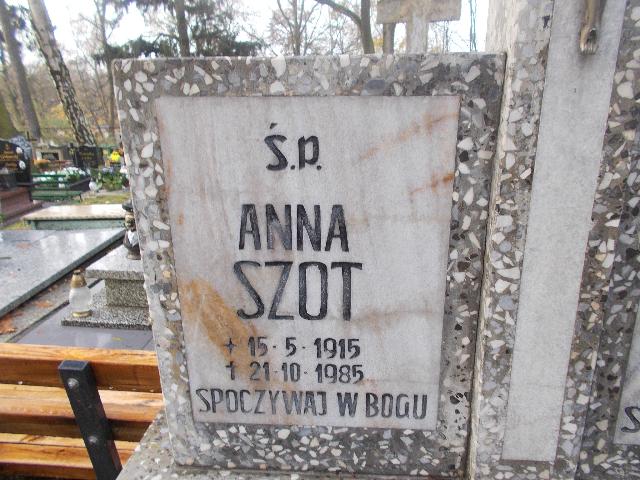 Ś.P.
ANNA
SZOT
+ 15·5·1915
† 21·10·1985
SPOCZYWAJ W BOGU